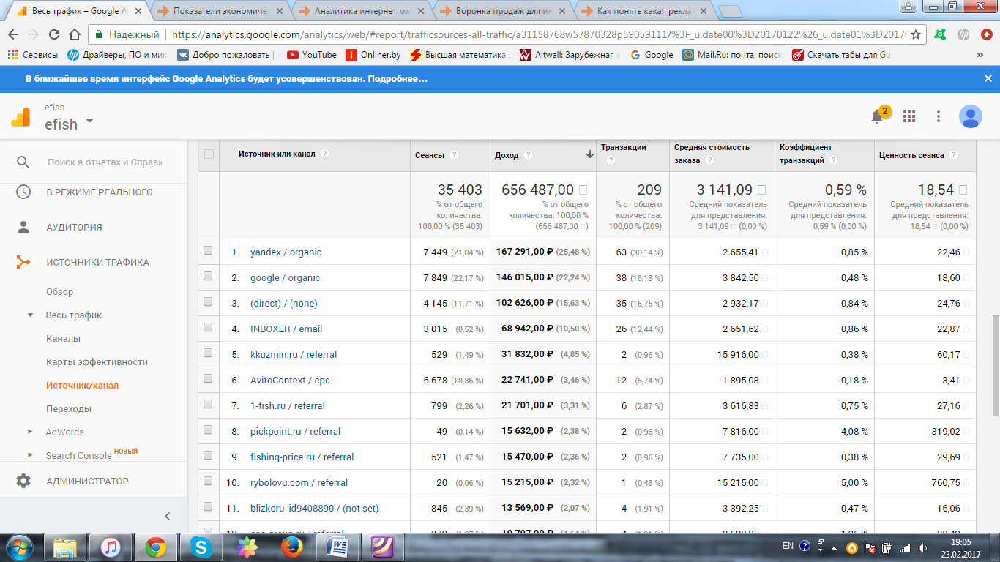 Весь трафик – Google A
Показатели экономичес
Аналитика интернет ма
Воронка продаж для ин
Как понять какая рекла
Надежный
https://analytics.google.com/analytics/web/#report/trafficsources-all-traffic/a31158768w57870328p59059111/%3F_u.date00%3D20170122%26_u.date01%3D2017
Сервисы
Драйверы, ПО и мик
Добро пожаловать |
YouTube
Onliner.by
Высшая математика
Altwall: Зарубежная и
Google
Mail.Ru: почта, поиск
Скачать табы для Gu
»
В ближайшее время интерфейс Google Analytics будет усовершенствован. Подробнее...
efish
efish
2
Поиск в отчетах и Справк
В РЕЖИМЕ РЕАЛЬНОГО
АУДИТОРИЯ
ИСТОЧНИКИ ТРАФИКА
Обзор
Весь трафик
Каналы
Карты эффективности
Источник/канал
Переходы
AdWords
Search Console НОВЫЙ
АДМИНИСТРАТОР
Источник или канал ?
Сеансы ?
Доход ?
Транзакции ?
Средняя стоимость заказа ?
Коэффициент транзакций ?
Ценность сеанса ?
35 403
% от общего
количества:
100,00 % (35 403)
656 487,00
% от общего
количества: 100,00 %
(656 487,00 )
209
% от общего
количества:
100,00 % (209)
3 141,09
Средний показатель
для представления:
3 141,09 (0,00 %)
0,59 %
Средний показатель
для представления:
0,59 % (0,00 %)
18,54
Средний показатель
для представления:
18,54 (0,00 %)
1. yandex / organic 7 449 (21,04 %) 167 291,00 ₽ (25,48 %) 63 (30,14 %) 2 655,41 0,85 % 22,46
2. google / organic 7 849 (22,17 %) 146 015,00 ₽ (22,24 %) 38 (18,18 %) 3 842,50 0,48 % 18,60
3. (direct) / (none) 4 145 (11,71 %) 102 626,00 ₽ (15,63 %) 35 (16,75 %) 2 932,17 0,84 % 24,76
4. INBOXER / email 3 015 (8,52 %) 68 942,00 ₽ (10,50 %) 26 (12,44 %) 2 651,62 0,86 % 22,87
5. kkuzmin.ru / referral 529 (1,49 %) 31 832,00 ₽ (4,85 %) 2 (0,96 %) 15 916,00 0,38 % 60,17
6. AvitoContext / cpc 6 678 (18,86 %) 22 741,00 ₽ (3,46 %) 12 (5,74 %) 1 895,08 0,18 % 3,41
7. 1-fish.ru / referral 799 (2,26 %) 21 701,00 ₽ (3,31 %) 6 (2,87 %) 3 616,83 0,75 % 27,16
8. pickpoint.ru / referral 49 (0,14 %) 15 632,00 ₽ (2,38 %) 2 (0,96 %) 7 816,00 4,08 % 319,02
9. fishing-price.ru / referral 521 (1,47 %) 15 470,00 ₽ (2,36 %) 2 (0,96 %) 7 735,00 0,38 % 29,69
10. rybolovu.com / referral 20 (0,06 %) 15 215,00 ₽ (2,32 %) 1 (0,48 %) 15 215,00 5,00 % 760,75
11. blizkoru_id9408890 / (not set) 845 (2,39 %) 13 569,00 ₽ (2,07 %) 4 (1,91 %) 3 392,25 0,47 % 16,06
EN
19:05
23.02.2017